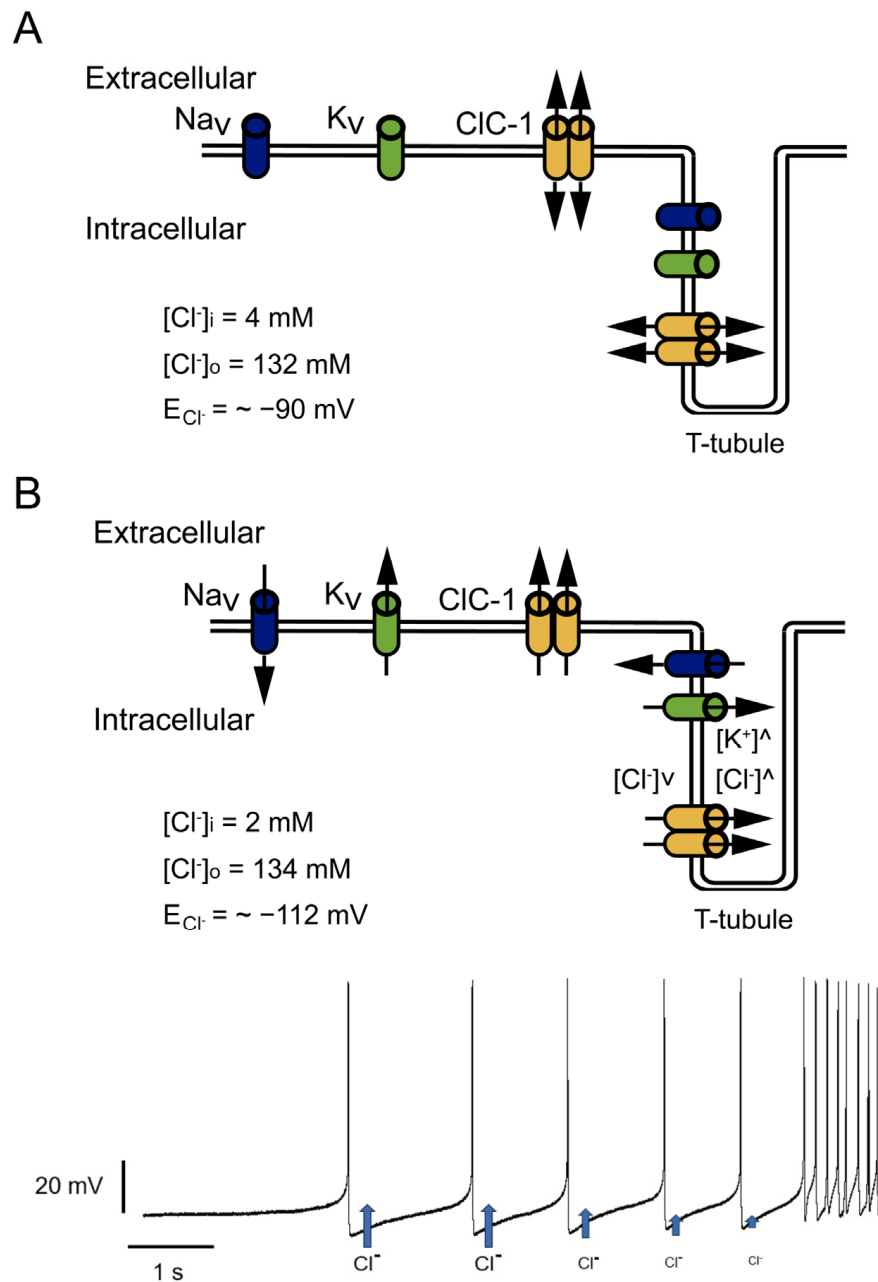 A
Extracellular
Nav Kv ClC-1
Intracellular
[Cl-]i = 4 mM
[Cl-]o = 132 mM
ECl- = ~ −90 mV
T-tubule
B
Extracellular
Nav Kv ClC-1
Intracellular
[K+]^
[Cl-]v [Cl-]^
[Cl-]i = 2 mM
[Cl-]o = 134 mM
ECl- = ~ −112 mV
T-tubule
20 mV
1 s
Cl- Cl- Cl- Cl- Cl-